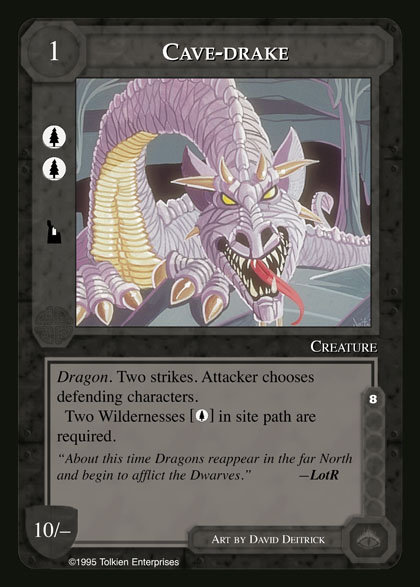 1
CAVE-DRAKE
CREATURE
Dragon. Two strikes. Attacker chooses
defending characters.
Two Wildernesses [ ] in site path are
required.
8
“About this time Dragons reappear in the far North
and begin to afflict the Dwarves.” —LotR
10/–
ART BY DAVID DEITRICK
©1995 Tolkien Enterprises